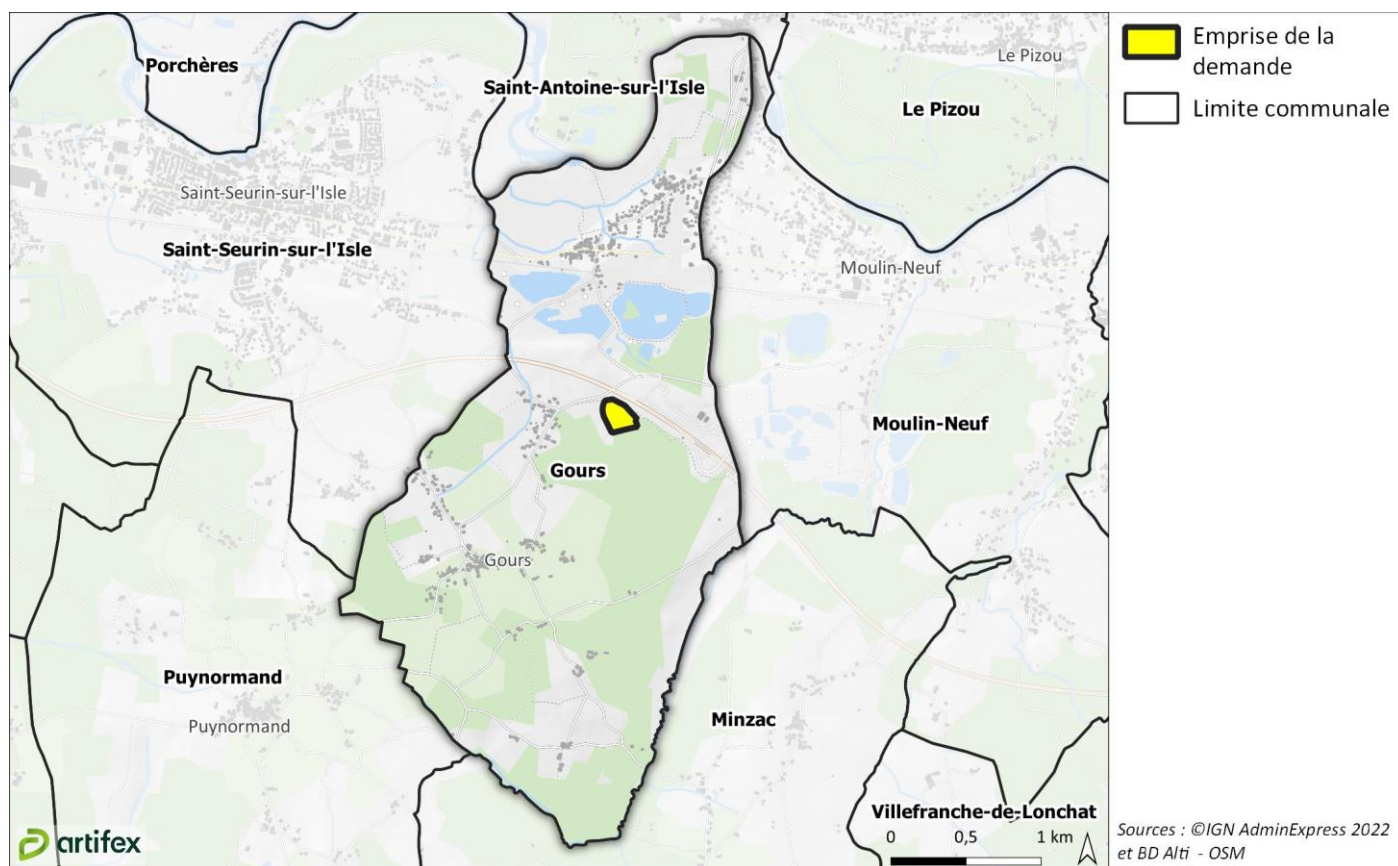 Porchères
Saint-Antoine-sur-l'Isle
Le Pizou
Le Pizou
Saint-Seurin-sur-l'Isle
Saint-Seurin-sur-l'Isle
Moulin-Neuf
Moulin-Neuf
Gours
Gours
Puynormand
Puynormand
Minzac
Villefranche-de-Lonchat
0 0,5 1 km
artifex
Emprise de la
demande
Limite communale
Sources : ©IGN AdminExpress 2022
et BD Alti - OSM